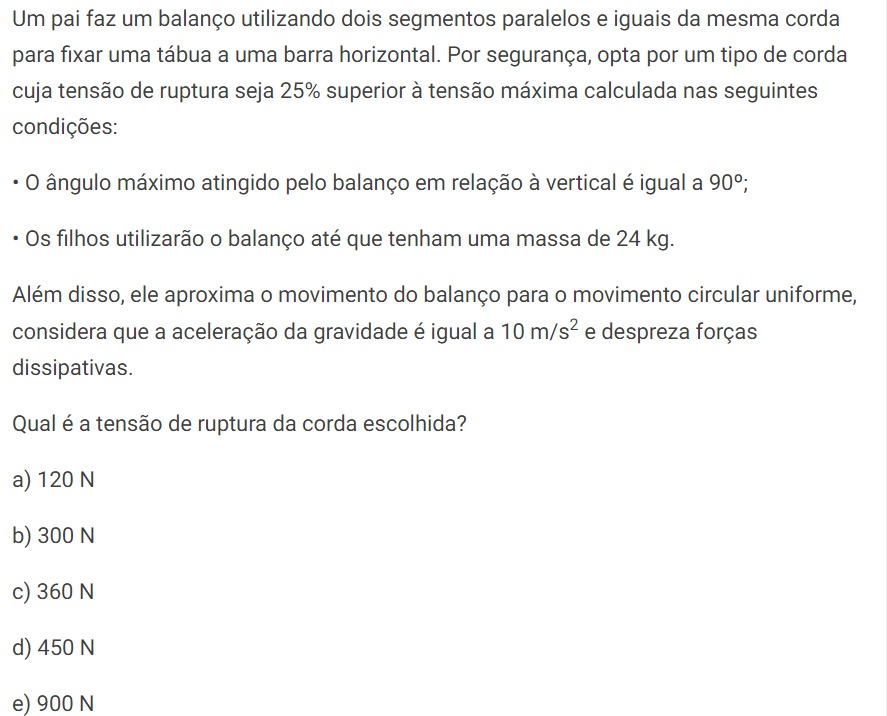 Um pai faz um balanço utilizando dois segmentos paralelos e iguais da mesma corda
para fixar uma tábua a uma barra horizontal. Por segurança, opta por um tipo de corda
cuja tensão de ruptura seja 25% superior à tensão máxima calculada nas seguintes
condições:
• O ângulo máximo atingido pelo balanço em relação à vertical é igual a 90º;
• Os filhos utilizarão o balanço até que tenham uma massa de 24 kg.
Além disso, ele aproxima o movimento do balanço para o movimento circular uniforme,
considera que a aceleração da gravidade é igual a 10 m/s² e despreza forças
dissipativas.
Qual é a tensão de ruptura da corda escolhida?
a) 120 N
b) 300 N
c) 360 N
d) 450 N
e) 900 N